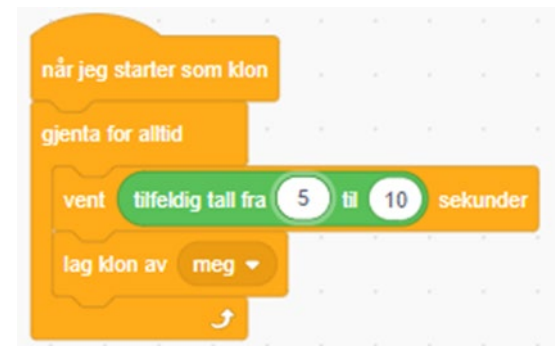 når jeg starter som klon
gjenta for alltid
vent tilfeldig tall fra 5 til 10 sekunder
lag klon av meg